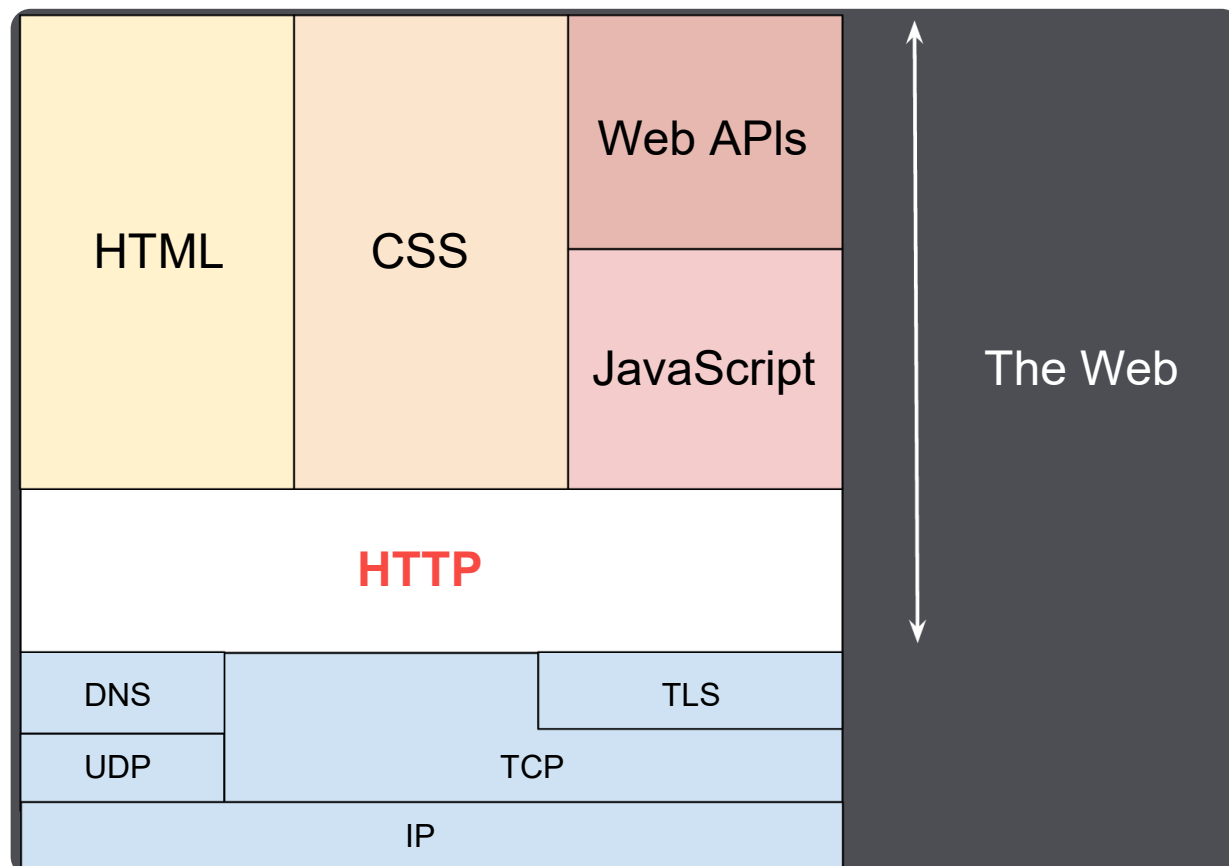 HTML
CSS
Web APIs
JavaScript
The Web
HTTP
DNS
TLS
UDP
TCP
IP